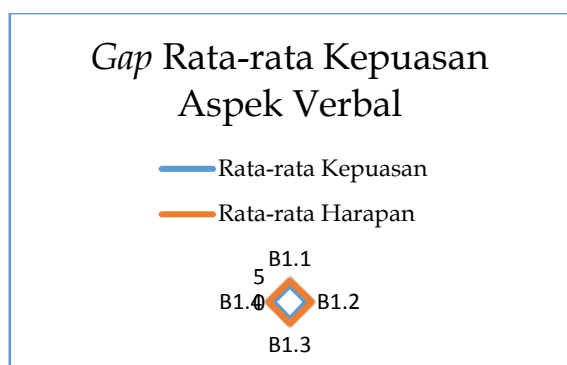 Gap Rata-rata Kepuasan
Aspek Verbal
Rata-rata Kepuasan
Rata-rata Harapan
B1.1
5
0
B1.4
B1.2
B1.3